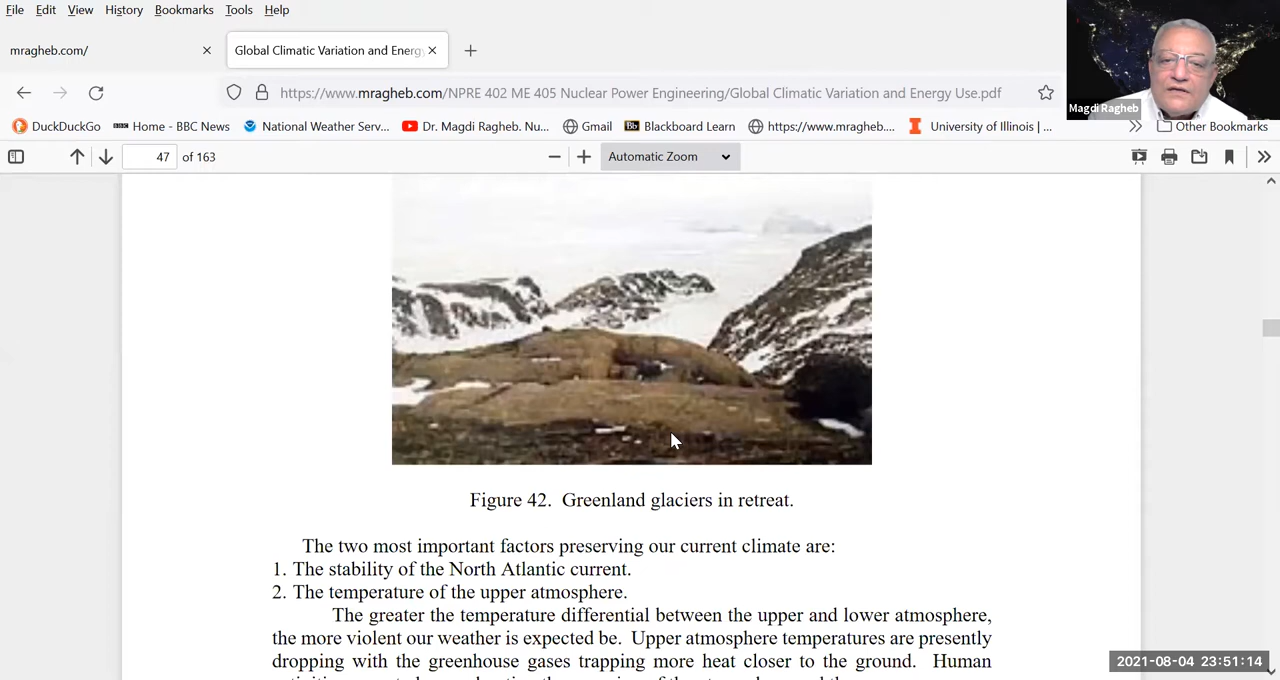 File Edit View History Bookmarks Tools Help
mragheb.com/ Global Climatic Variation and Energ
https://www.mragheb.com/NPRE 402 ME 405 Nuclear Power Engineering/Global Climatic Variation and Energy Use.pdf
Magdi Ragheb
DuckDuckGo BBC Home - BBC News National Weather Serv... Dr. Magdi Ragheb. Nu... Gmail Bb Blackboard Learn https://www.mragheb.... University of Illinois | ... Other Bookmarks
47 of 163 Automatic Zoom
Figure 42. Greenland glaciers in retreat.
The two most important factors preserving our current climate are:
1. The stability of the North Atlantic current.
2. The temperature of the upper atmosphere.
The greater the temperature differential between the upper and lower atmosphere,
the more violent our weather is expected be. Upper atmosphere temperatures are presently
dropping with the greenhouse gases trapping more heat closer to the ground. Human
2021-08-04 23:51:14